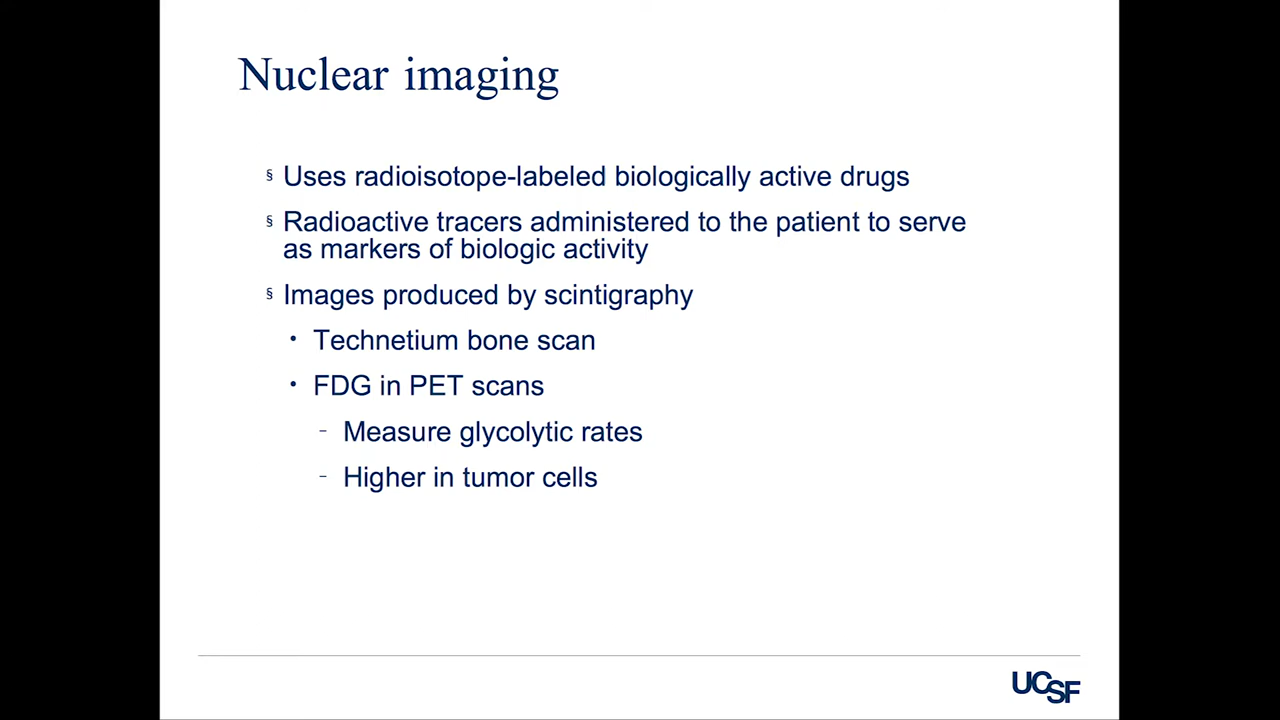 Nuclear imaging
§ Uses radioisotope-labeled biologically active drugs
§ Radioactive tracers administered to the patient to serve
as markers of biologic activity
§ Images produced by scintigraphy
• Technetium bone scan
• FDG in PET scans
– Measure glycolytic rates
– Higher in tumor cells
UCSF